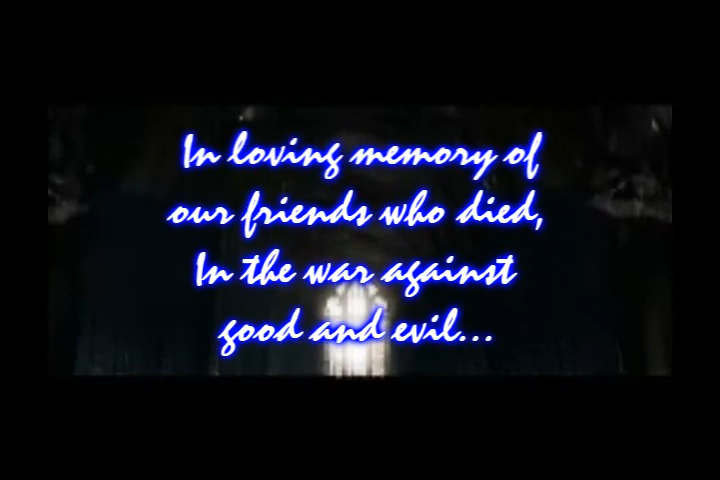 In loving memory of
our friends who died,
In the war against
good and evil...